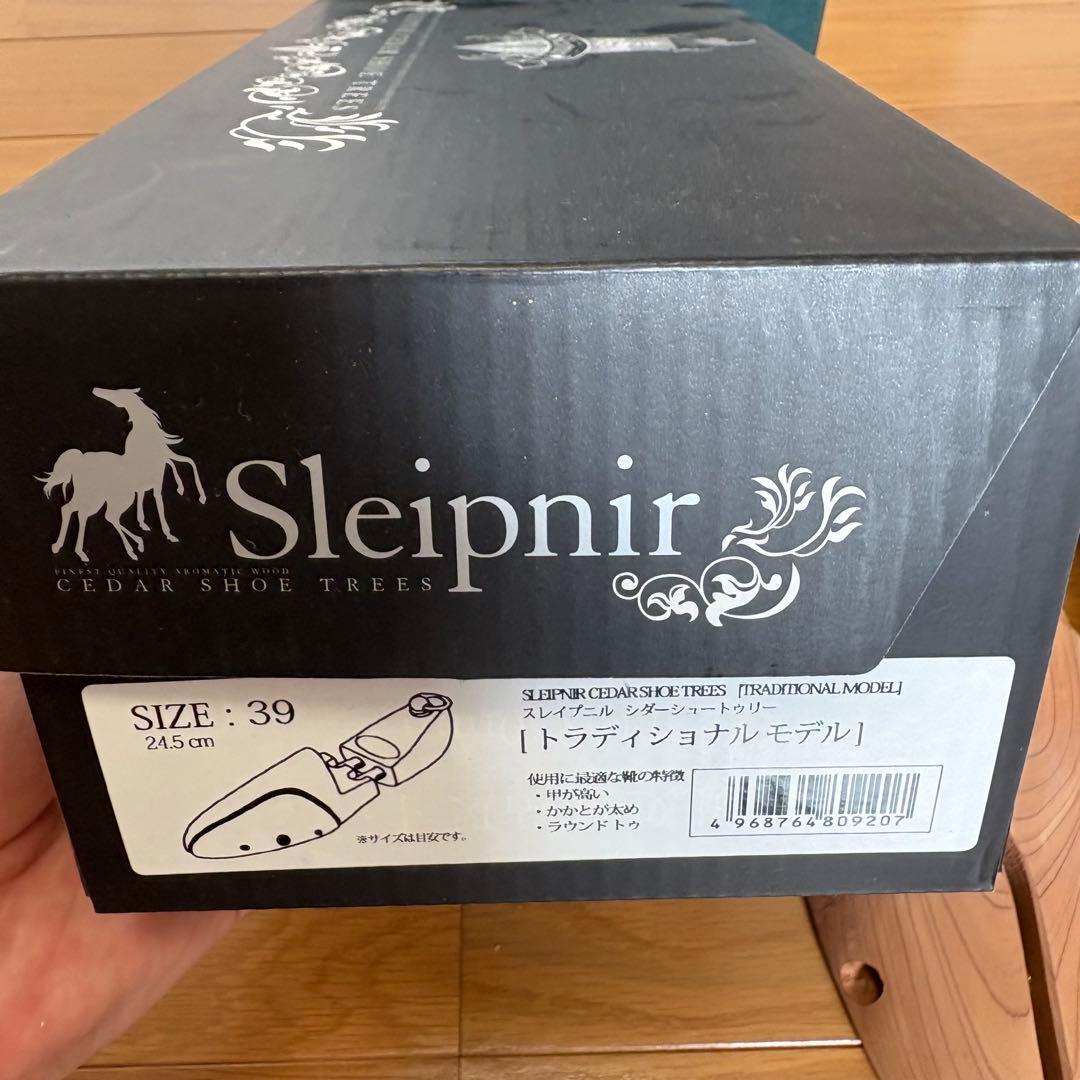 SHOE TREES
Sleipnir
FINEST QUALITY AROMATIC WOOD
CEDAR SHOE TREES
SIZE : 39
24.5 cm
※サイズは目安です。
SLEIPNIR CEDAR SHOE TREES [TRADITIONAL MODEL]
スレイプニル シダーシュートゥリー
[トラディショナル モデル]
使用に最適な靴の特徴
・甲が高い
・かかとが太め
・ラウンドトゥ
4 968764 809207